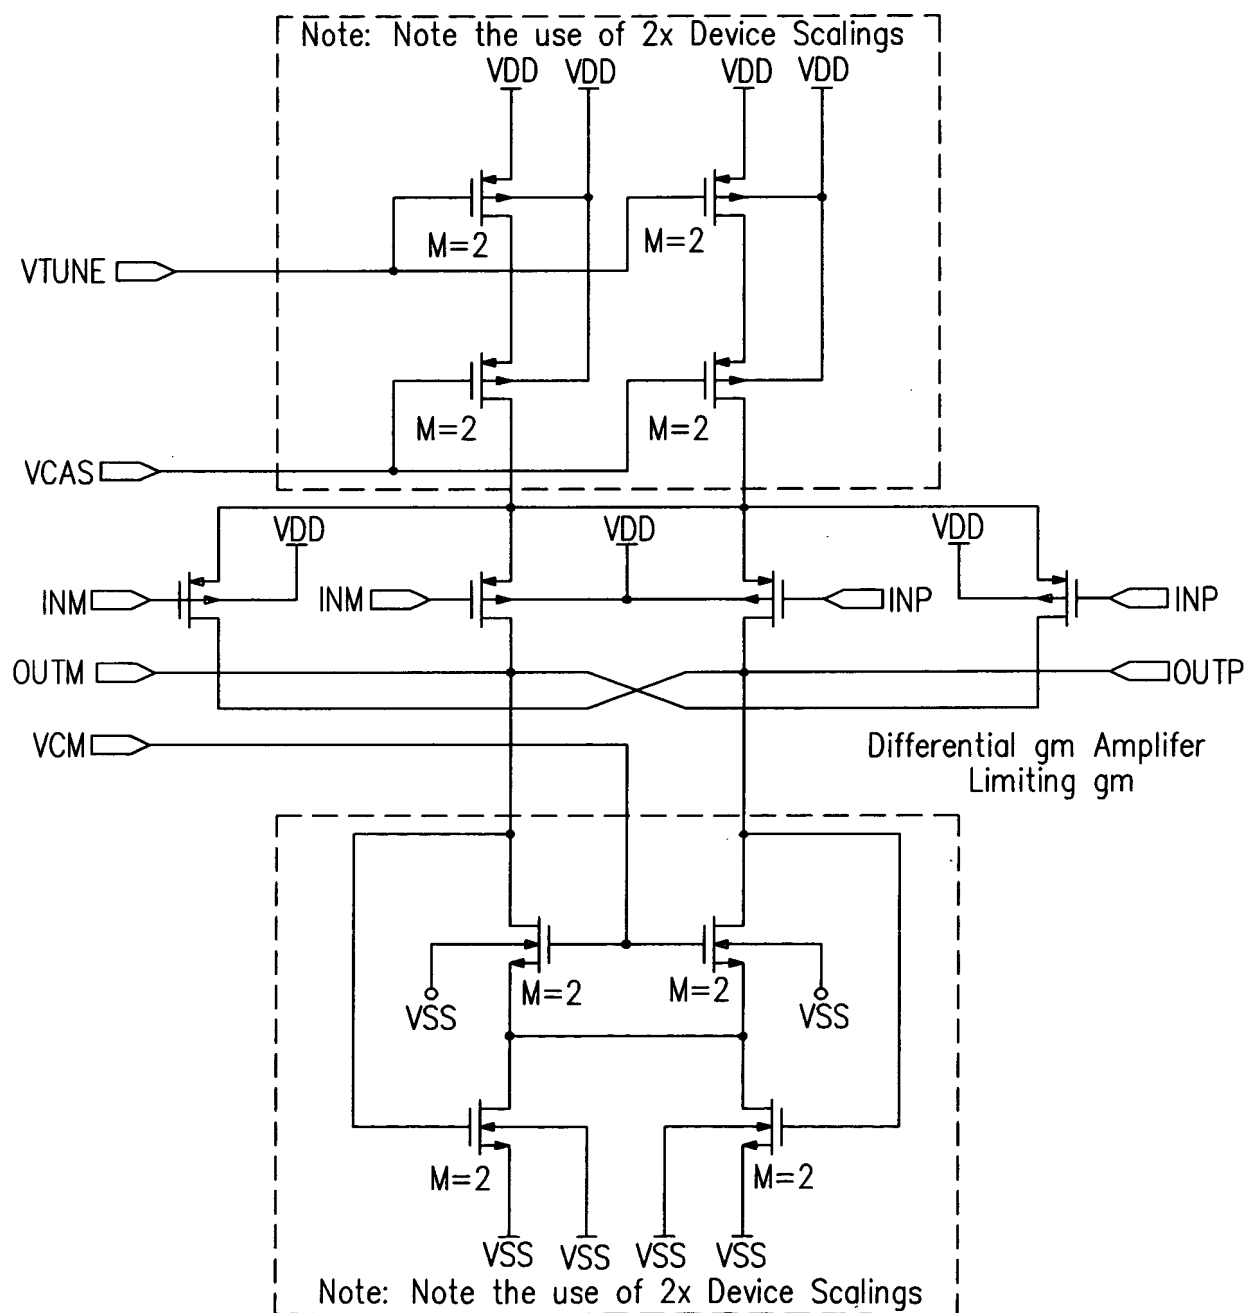 Note: Note the use of 2x Device Scalings
VDD VDD VDD VDD
M=2 M=2
VTUNE
M=2 M=2
VCAS
VDD VDD VDD
INM INM INP INP
OUTM OUTP
VCM
Differential gm Amplifer
Limiting gm
M=2 M=2
VSS VSS
M=2 M=2
VSS VSS VSS VSS
Note: Note the use of 2x Device Scalings